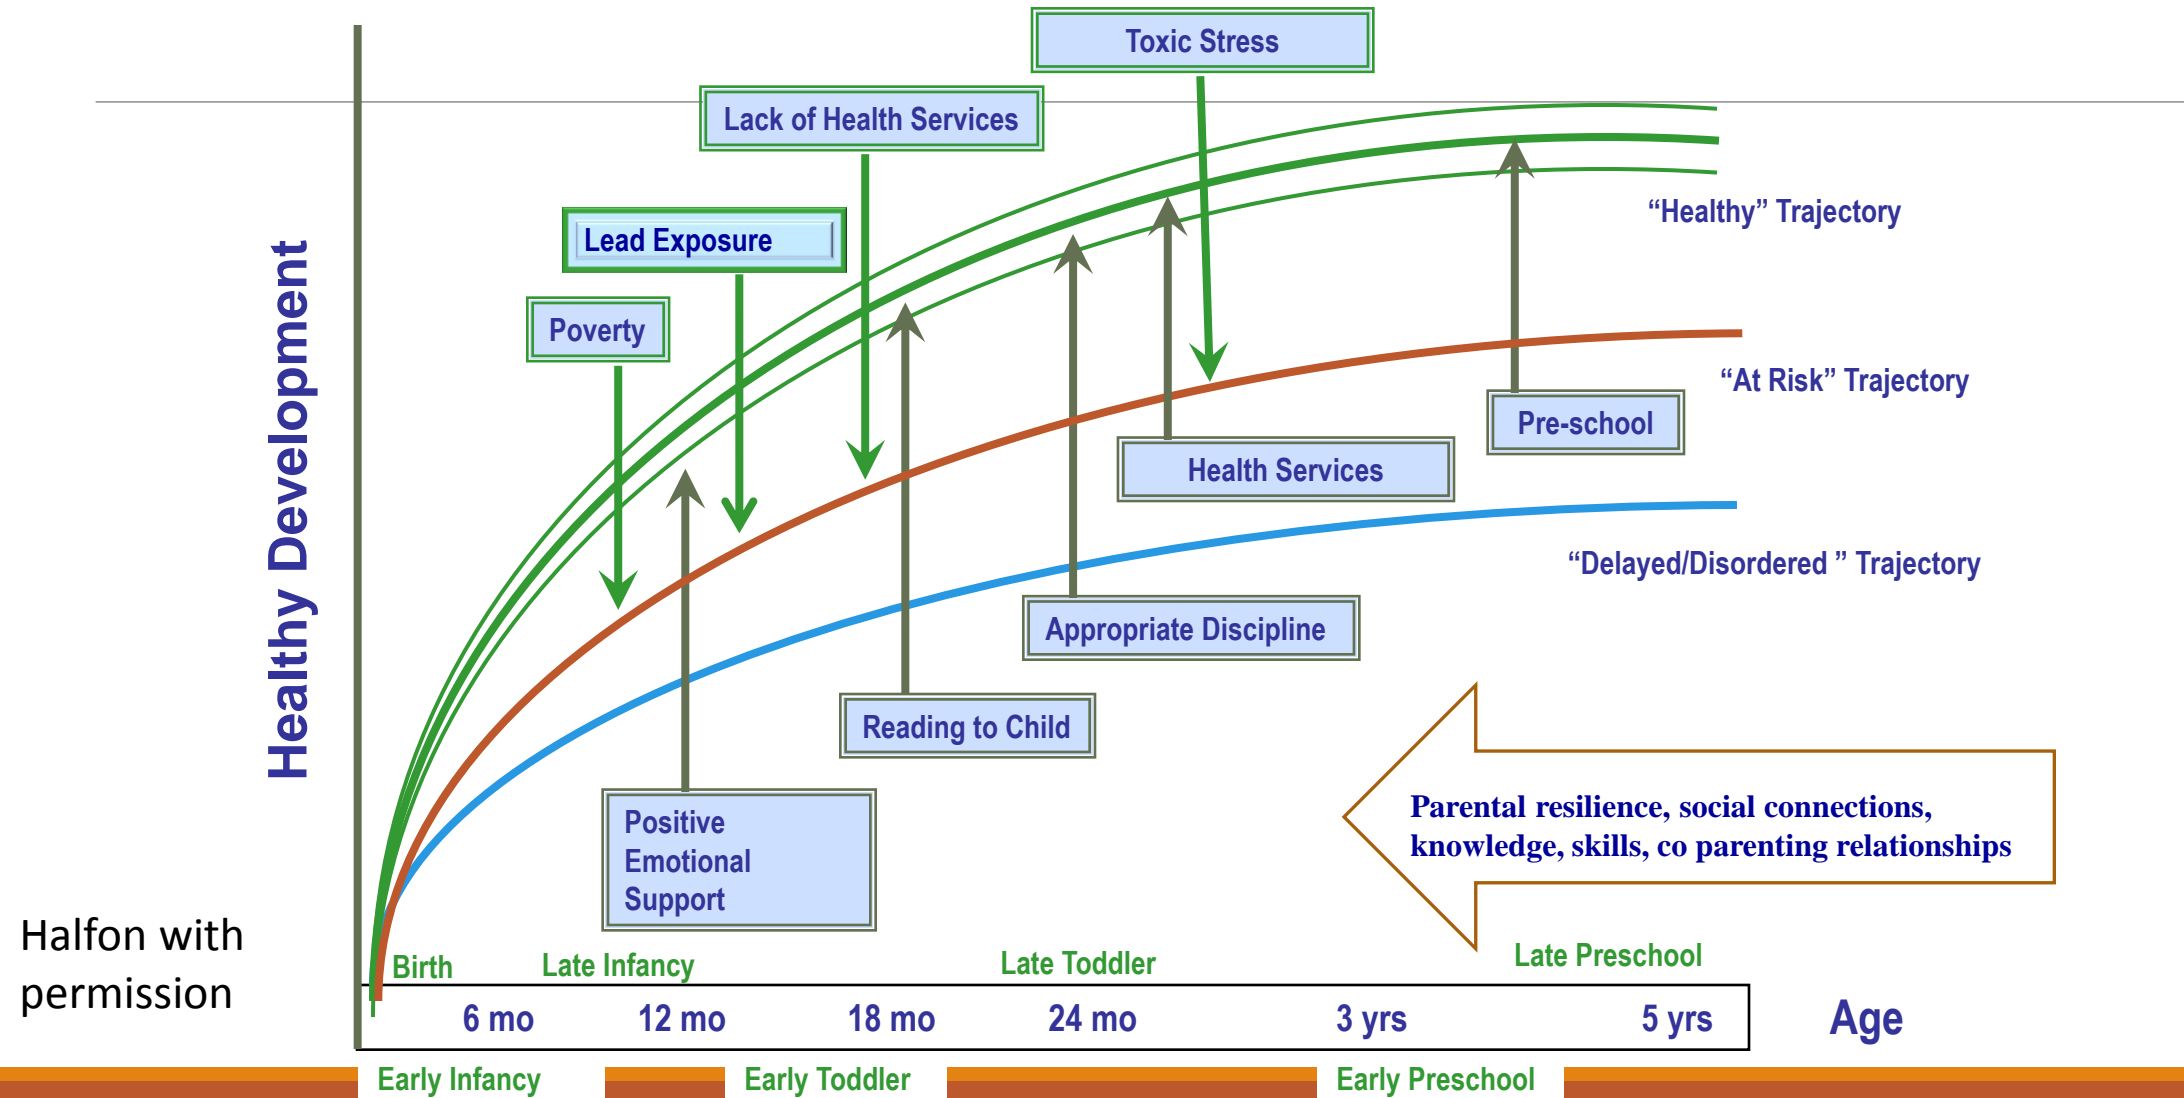 Toxic Stress
Lack of Health Services
Lead Exposure
Poverty
Healthy Development
“Healthy” Trajectory
“At Risk” Trajectory
Pre-school
Health Services
“Delayed/Disordered ” Trajectory
Appropriate Discipline
Reading to Child
Positive
Emotional
Support
Parental resilience, social connections,
knowledge, skills, co parenting relationships
Halfon with
permission
Birth
Late Infancy
Late Toddler
Late Preschool
6 mo
12 mo
18 mo
24 mo
3 yrs
5 yrs
Age
Early Infancy
Early Toddler
Early Preschool